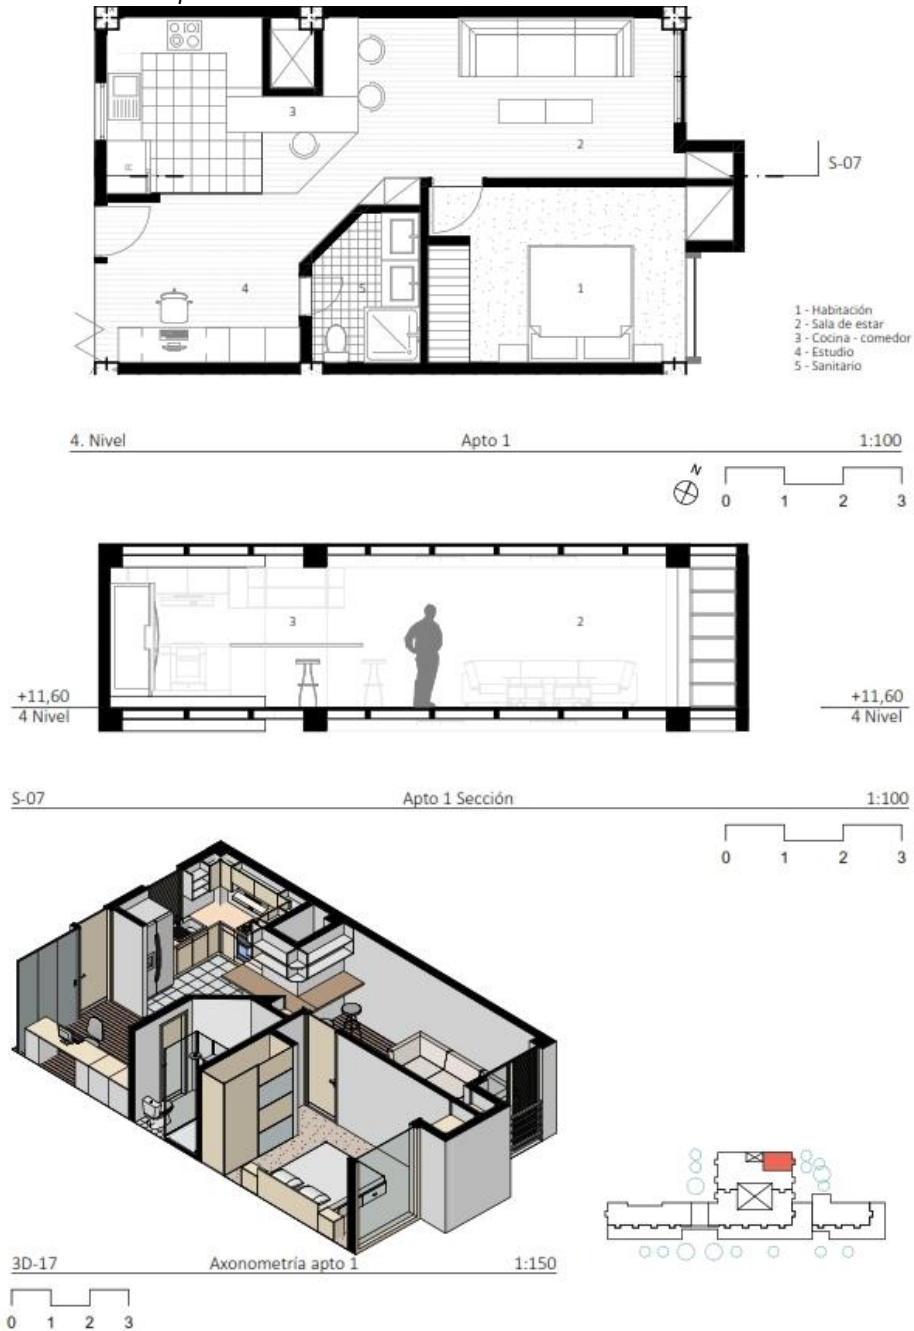 3
2
S-07
R
4
5
1
1 - Habitación
2 - Sala de estar
3 - Cocina - comedor
4 - Estudio
5 - Sanitario
4. Nivel Apto 1 1:100
N
0 1 2 3
3
2
+11,60
4 Nivel
+11,60
4 Nivel
S-07 Apto 1 Sección 1:100
0 1 2 3
3D-17 Axonometría apto 1 1:150
0 1 2 3